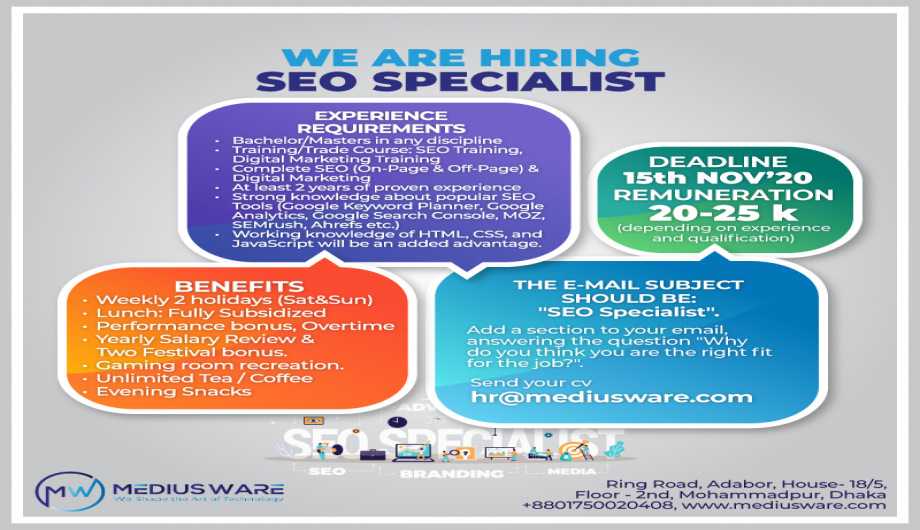 WE ARE HIRING
SEO SPECIALIST
EXPERIENCE
REQUIREMENTS
• Bachelor/Masters in any discipline
• Training/Trade Course: SEO Training,
Digital Marketing Training
• Complete SEO (On-Page & Off-Page) &
Digital Marketing
• At least 2 years of proven experience
• Strong knowledge about popular SEO
Tools (Google Keyword Planner, Google
Analytics, Google Search Console, MOZ,
SEMrush, Ahrefs etc.)
• Working knowledge of HTML, CSS, and
JavaScript will be an added advantage.
DEADLINE
15th NOV'20
REMUNERATION
20-25 k
(depending on experience
and qualification)
BENEFITS
• Weekly 2 holidays (Sat&Sun)
• Lunch: Fully Subsidized
• Performance bonus, Overtime
• Yearly Salary Review &
Two Festival bonus.
• Gaming room recreation.
• Unlimited Tea / Coffee
• Evening Snacks
THE E-MAIL SUBJECT
SHOULD BE:
"SEO Specialist".
Add a section to your email,
answering the question "Why
do you think you are the right fit
for the job?".
Send your cv
hr@mediusware.com
SEO SPECIALIST
SEO
BRANDING
MEDIA
MW MEDIUSWARE
We Shape the Art of Technology
Ring Road, Adabor, House- 18/5,
Floor - 2nd, Mohammadpur, Dhaka
+8801750020408, www.mediusware.com